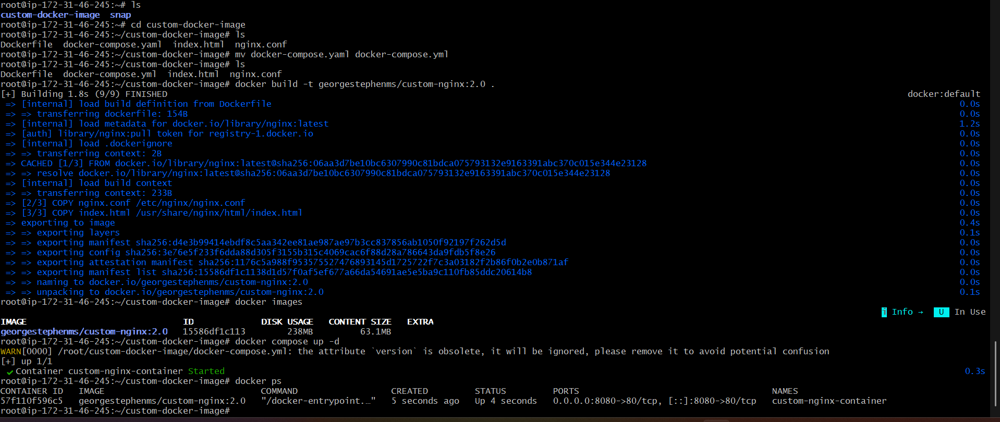 root@ip-172-31-46-245:~# ls
custom-docker-image  snap
root@ip-172-31-46-245:~# cd custom-docker-image
root@ip-172-31-46-245:~/custom-docker-image# ls
Dockerfile  docker-compose.yaml  index.html  nginx.conf
root@ip-172-31-46-245:~/custom-docker-image# mv docker-compose.yaml docker-compose.yml
root@ip-172-31-46-245:~/custom-docker-image# ls
Dockerfile  docker-compose.yml  index.html  nginx.conf
root@ip-172-31-46-245:~/custom-docker-image# docker build -t georgestephenms/custom-nginx:2.0 .
[+] Building 1.8s (9/9) FINISHED docker:default
=> [internal] load build definition from Dockerfile 0.0s
=> => transferring dockerfile: 154B 0.0s
=> [internal] load metadata for docker.io/library/nginx:latest 1.2s
=> [auth] library/nginx:pull token for registry-1.docker.io 0.0s
=> [internal] load .dockerignore 0.0s
=> => transferring context: 2B 0.0s
=> CACHED [1/3] FROM docker.io/library/nginx:latest@sha256:06aa3d7be10bc6307990c81bdca075793132e9163391abc370c015e344e23128 0.0s
=> => resolve docker.io/library/nginx:latest@sha256:06aa3d7be10bc6307990c81bdca075793132e9163391abc370c015e344e23128 0.0s
=> [internal] load build context 0.0s
=> => transferring context: 233B 0.0s
=> [2/3] COPY nginx.conf /etc/nginx/nginx.conf 0.0s
=> [3/3] COPY index.html /usr/share/nginx/html/index.html 0.0s
=> exporting to image 0.4s
=> => exporting layers 0.1s
=> => exporting manifest sha256:d4e3b99414ebdf8c5aa342ee81ae987ae97b3cc837856ab1050f92197f262d5d 0.0s
=> => exporting config sha256:3e76e5f233f6dda88d305f3155b315c4069cac6f88d28a786643da9fdb5f8e26 0.0s
=> => exporting attestation manifest sha256:1176c5a988f953575527476893145d1725722f7c3a03182f2b86f0b2e0b871af 0.0s
=> => exporting manifest list sha256:15586df1c1138d1d57f0af5ef677a66da54691ae5e5ba9c110fb85ddc20614b8 0.0s
=> => naming to docker.io/georgestephenms/custom-nginx:2.0 0.0s
=> => unpacking to docker.io/georgestephenms/custom-nginx:2.0 0.1s
root@ip-172-31-46-245:~/custom-docker-image# docker images
i Info → U In Use
IMAGE ID DISK USAGE CONTENT SIZE EXTRA
georgestephenms/custom-nginx:2.0 15586df1c113 238MB 63.1MB
root@ip-172-31-46-245:~/custom-docker-image# docker compose up -d
WARN[0000] /root/custom-docker-image/docker-compose.yml: the attribute `version` is obsolete, it will be ignored, please remove it to avoid potential confusion
[+] up 1/1
✔ Container custom-nginx-container Started 0.3s
root@ip-172-31-46-245:~/custom-docker-image# docker ps
CONTAINER ID IMAGE COMMAND CREATED STATUS PORTS NAMES
57f110f596c5 georgestephenms/custom-nginx:2.0 "/docker-entrypoint.…" 5 seconds ago Up 4 seconds 0.0.0.0:8080->80/tcp, [::]:8080->80/tcp custom-nginx-container
root@ip-172-31-46-245:~/custom-docker-image#